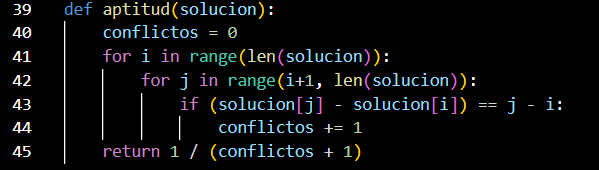 39 def aptitud(solucion):
40     conflictos = 0
41     for i in range(len(solucion)):
42         for j in range(i+1, len(solucion)):
43             if (solucion[j] - solucion[i]) == j - i:
44                 conflictos += 1
45     return 1 / (conflictos + 1)